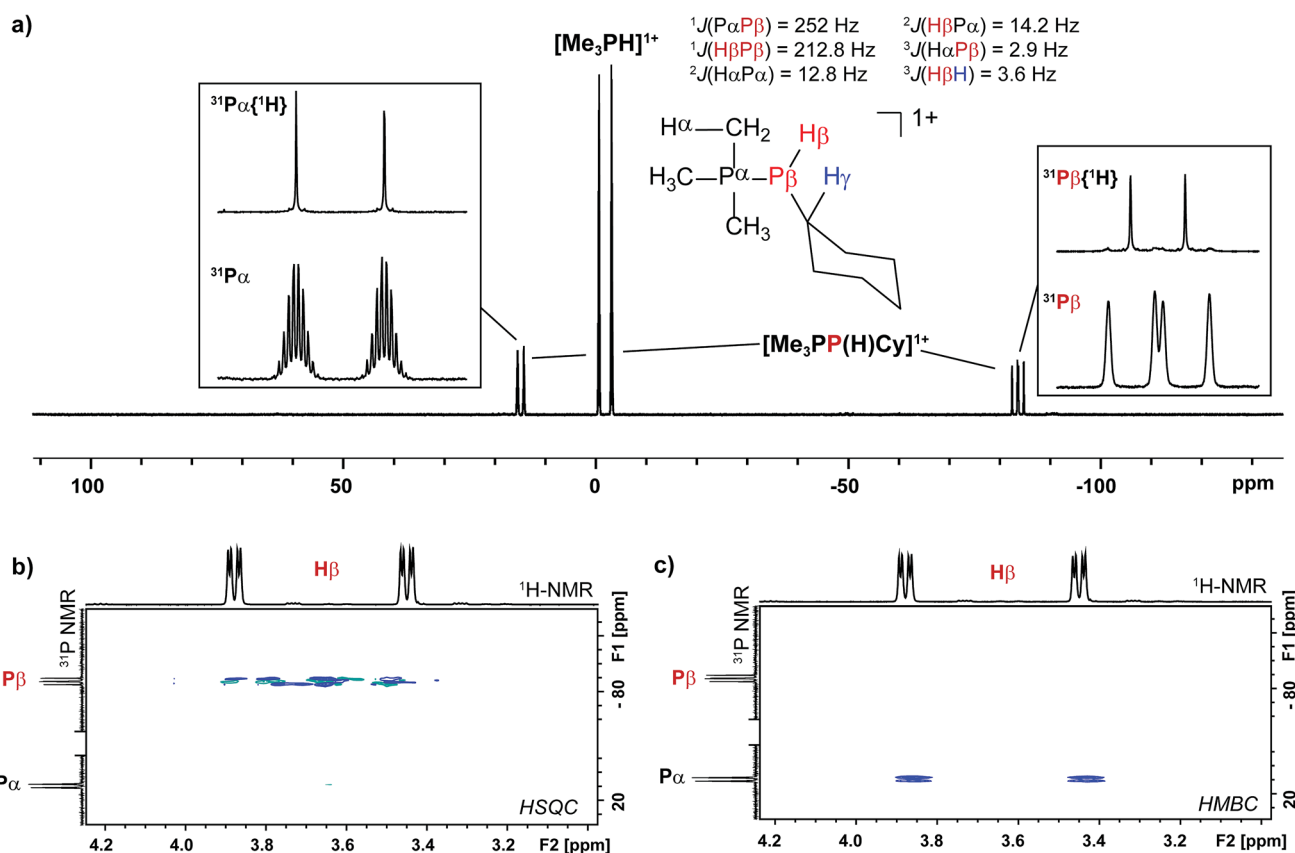 a)
[Me₃PH]¹⁺
¹J(PαPβ) = 252 Hz
²J(HβPα) = 14.2 Hz
¹J(HβPβ) = 212.8 Hz
³J(HαPβ) = 2.9 Hz
²J(HαPα) = 12.8 Hz
³J(HβH) = 3.6 Hz
³¹Pα{¹H}
³¹Pα
1+
Hα
CH₂
Hβ
H₃C
Pα
Pβ
Hγ
CH₃
³¹Pβ{¹H}
³¹Pβ
[Me₃PP(H)Cy]¹⁺
100
50
0
-50
-100
ppm
b)
Hβ
¹H-NMR
³¹P NMR
F1 [ppm]
Pβ
- 80
Pα
20
HSQC
4.2
4.0
3.8
3.6
3.4
3.2
F2 [ppm]
c)
Hβ
¹H-NMR
³¹P NMR
F1 [ppm]
Pβ
- 80
Pα
20
HMBC
4.2
4.0
3.8
3.6
3.4
3.2
F2 [ppm]